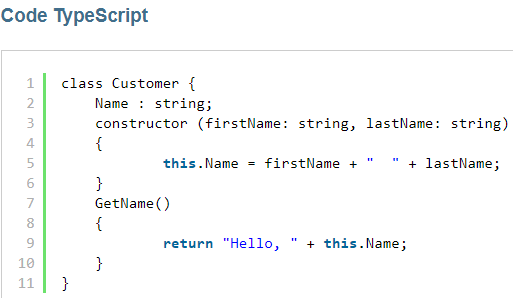 Code TypeScript
1 class Customer {
2     Name : string;
3     constructor (firstName: string, lastName: string)
4     {
5             this.Name = firstName + "  " + lastName;
6     }
7     GetName()
8     {
9             return "Hello, " + this.Name;
10     }
11 }